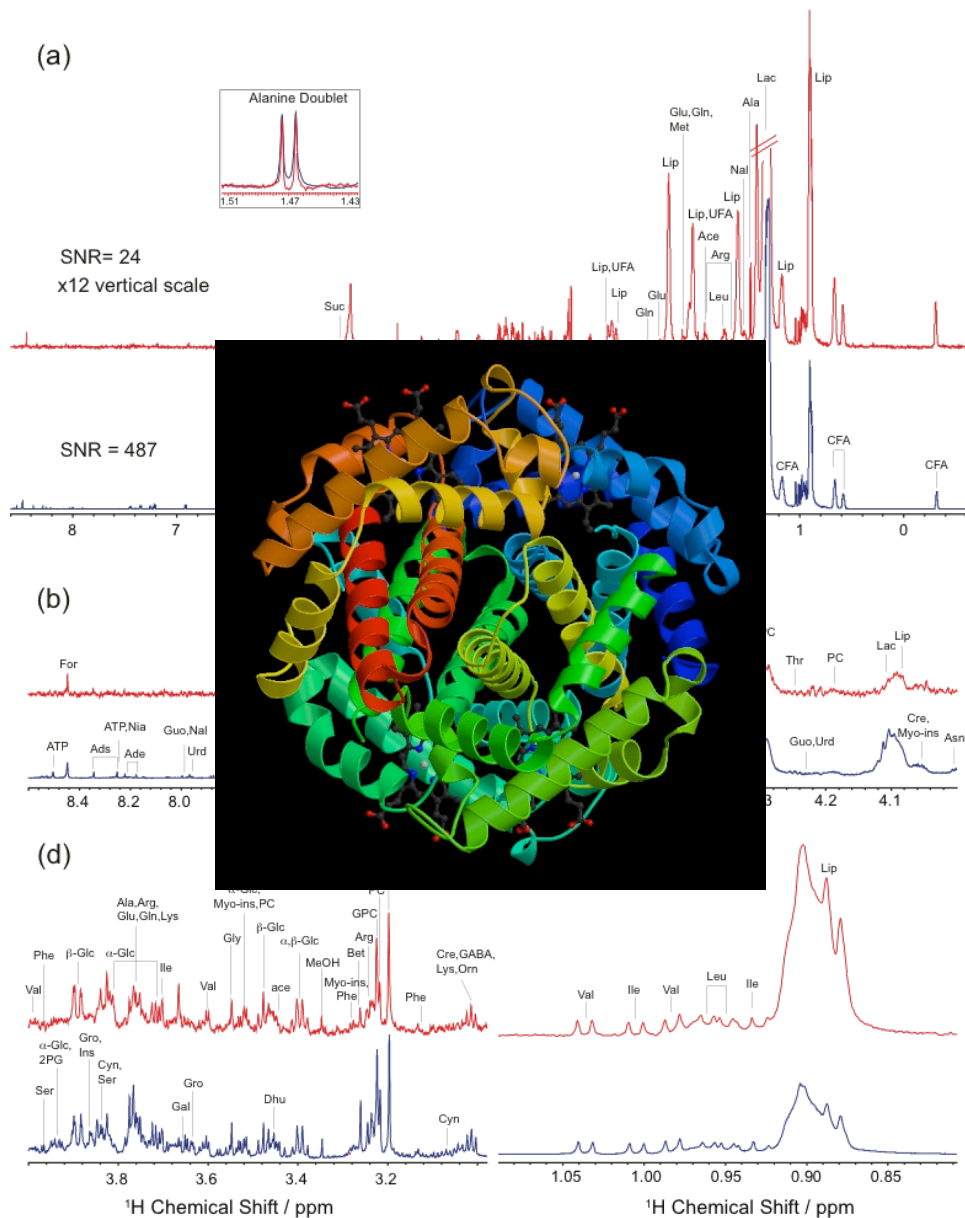 (a)
Alanine Doublet
1.51 1.47 1.43
SNR= 24
x12 vertical scale
Suc
Lip,UFA
Lip
Gln
Glu
Lip
Glu,Gln,
Met
Lip,UFA
Ace
Arg
Leu
Lip
Nal
Ala
Lac
Lip
Lip
SNR = 487
CFA
CFA
CFA
8 7 1 0
(b)
For
ATP
Ads
ATP,Nia
Ade
Guo,Nal
Urd
8.4 8.2 8.0
Thr
PC
Lac
Lip
Guo,Urd
Cre,
Myo-ins
Asn
4.2 4.1
(d)
Val
Phe
β-Glc
α-Glc
Ala,Arg,
Glu,Gln,Lys
Ile
Val
Gly
Myo-ins,PC
β-Glc
ace
α,β-Glc
MeOH
Myo-ins,
Phe
Bet
Arg
GPC
Phe
Cre,GABA,
Lys,Orn
Ser
α-Glc,
2PG
Gro,
Ins
Cyn,
Ser
Gal
Gro
Dhu
Cyn
3.8 3.6 3.4 3.2
¹H Chemical Shift / ppm
Val
Ile
Val
Leu
Ile
Lip
1.05 1.00 0.95 0.90 0.85
¹H Chemical Shift / ppm